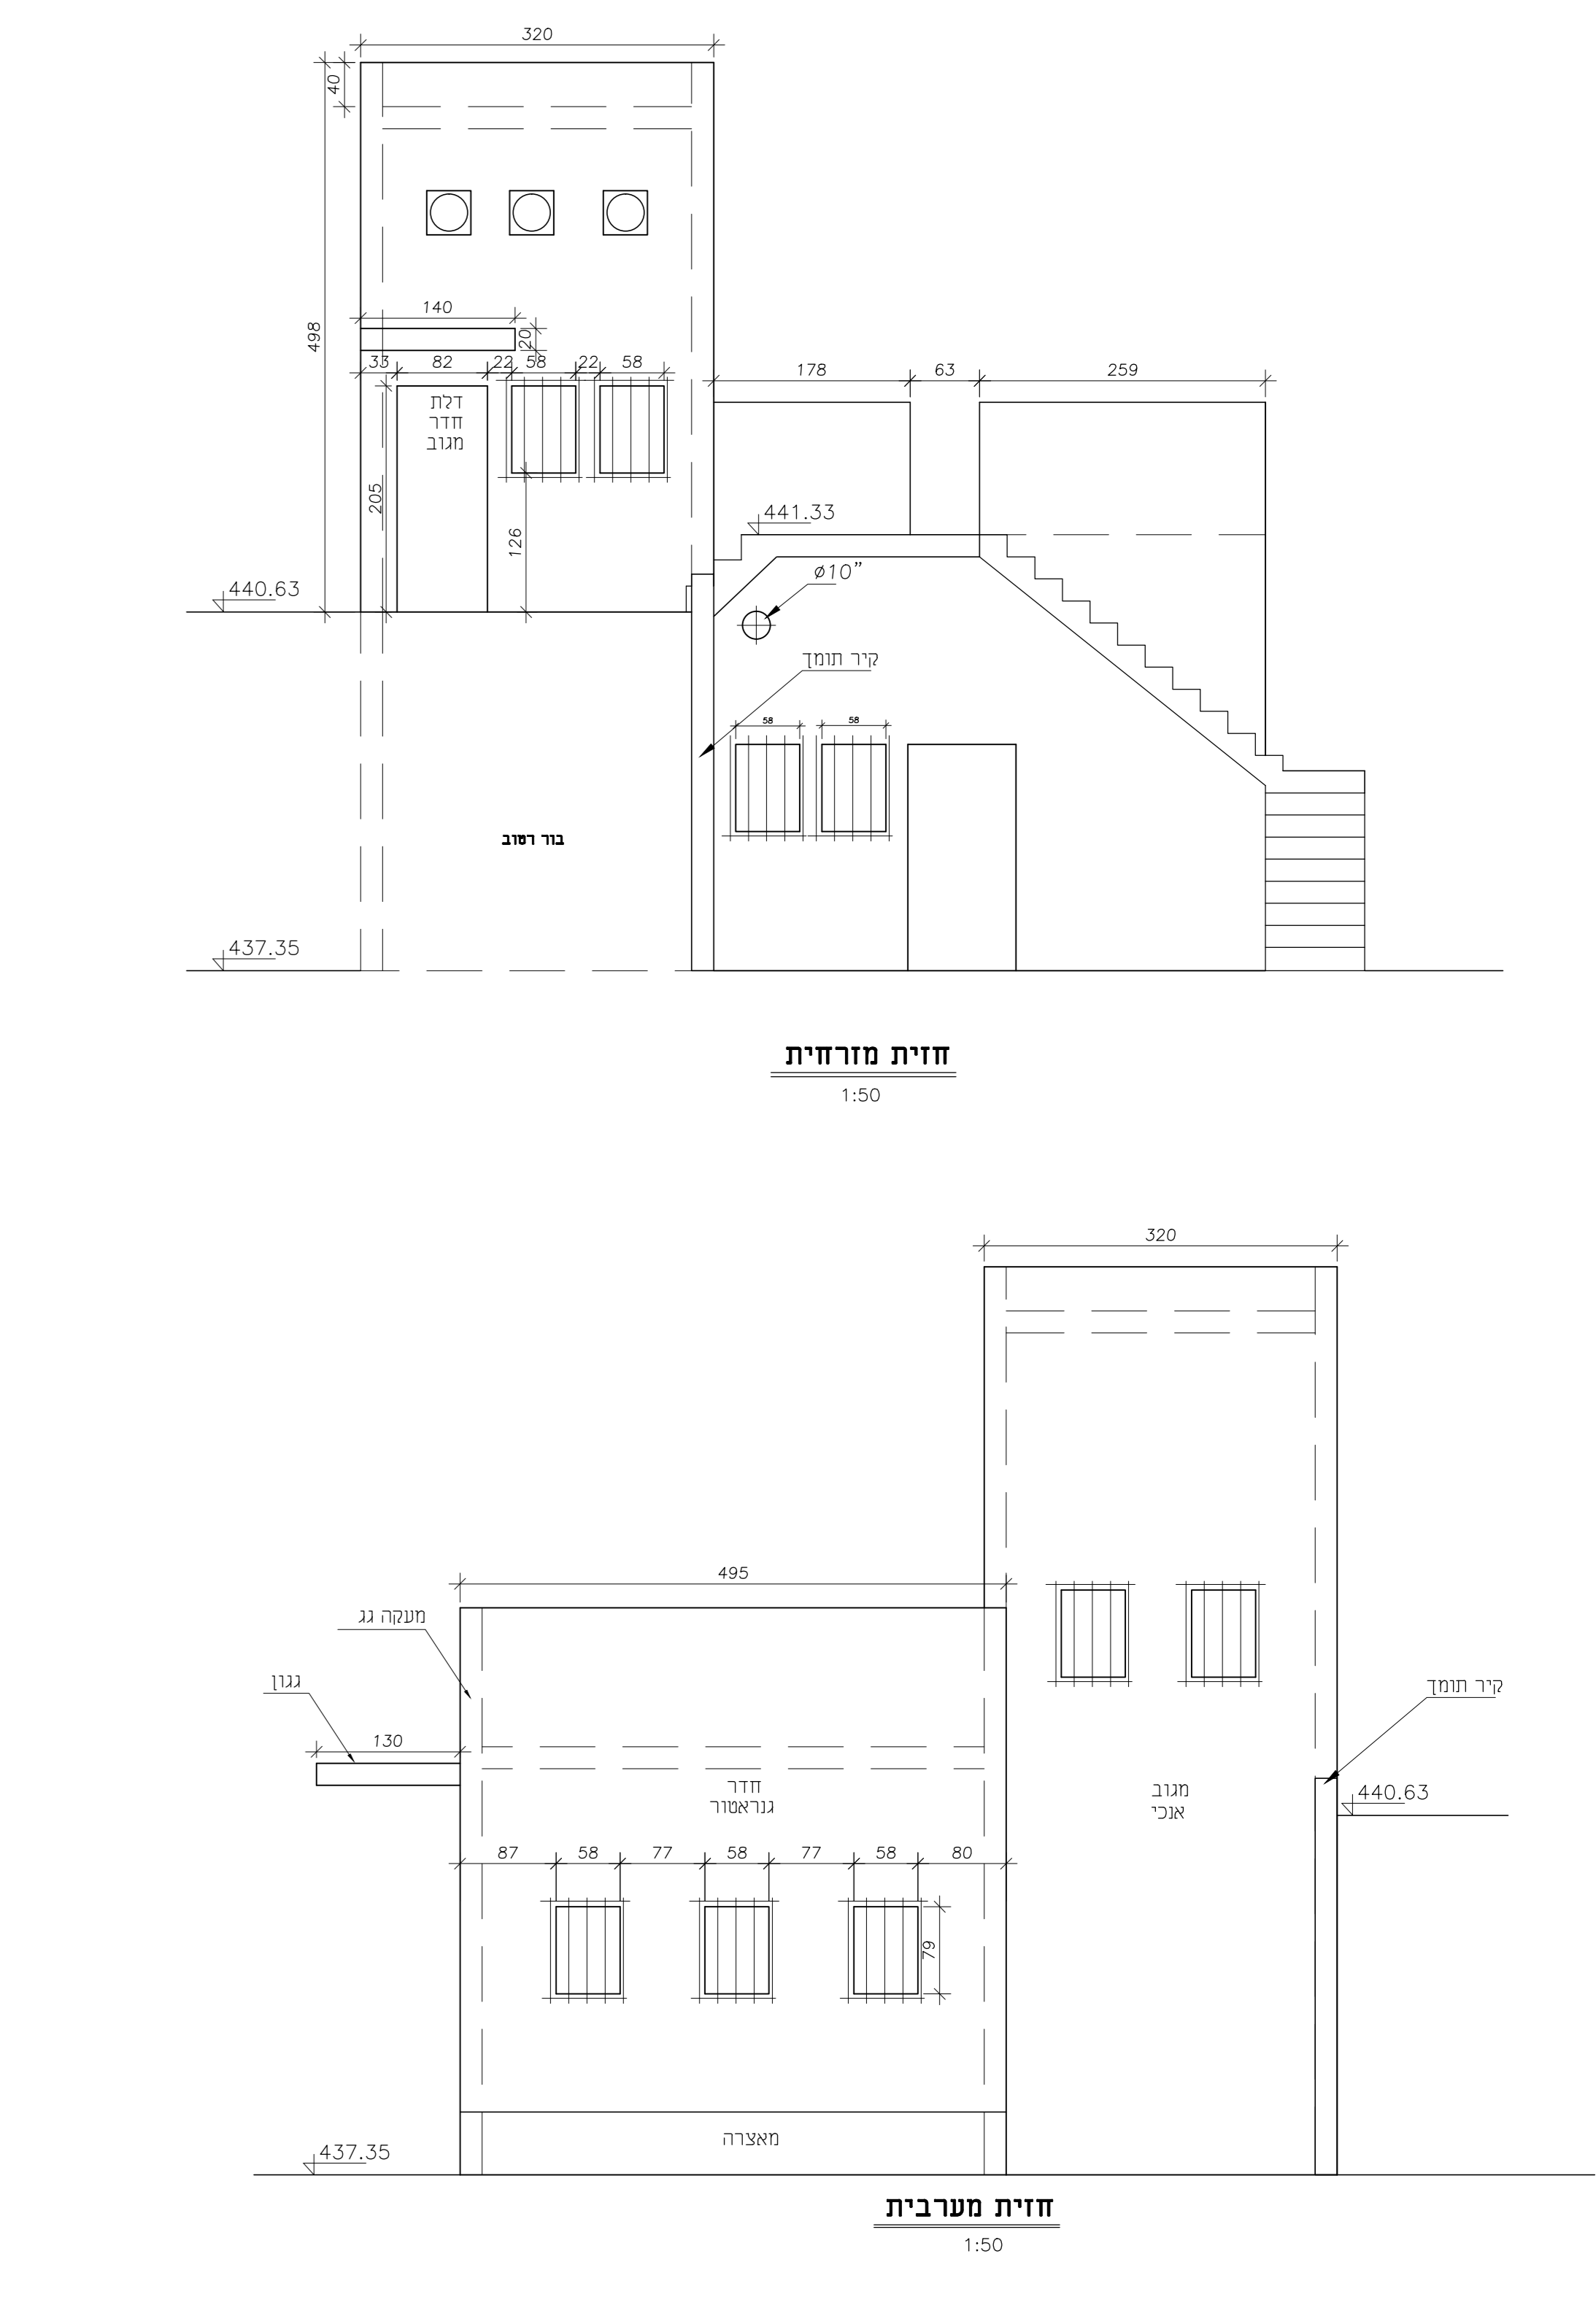 320
40
498
140
20
33
82
22
58
22
58
דלת
חדר
מגוב
205
126
178
63
259
441.33
440.63
ø10”
קיר תומך
58
58
בור רטוב
437.35
חזית מזרחית
1:50
320
495
מעקה גג
גגון
130
קיר תומך
440.63
חדר
גנראטור
מגוב
אנכי
87
58
77
58
77
58
80
79
מאצרה
437.35
חזית מערבית
1:50